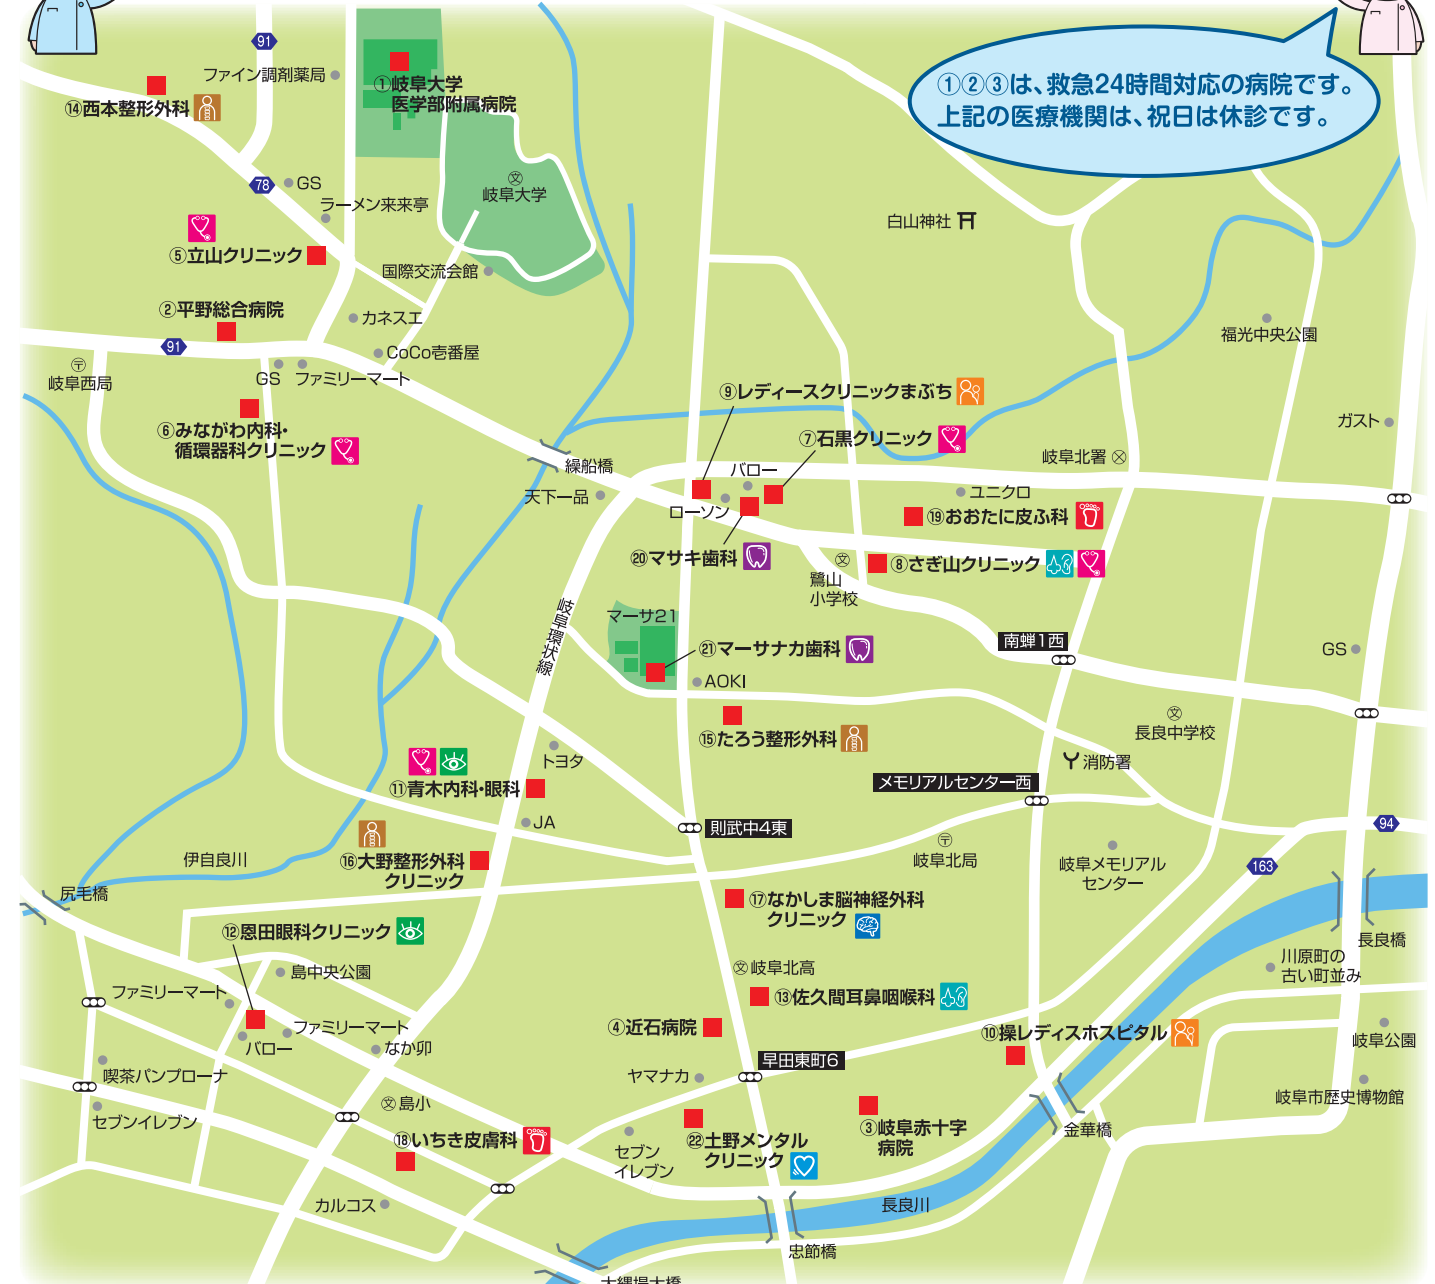 ①②③は、救急24時間対応の病院です。
上記の医療機関は、祝日は休診です。
91
ファイン調剤薬局
①岐阜大学
医学部附属病院
⑭西本整形外科
文
岐阜大学
78
GS
ラーメン来来亭
白山神社
⑤立山クリニック
国際交流会館
②平野総合病院
カネスエ
福光中央公園
91
CoCo壱番屋
〒
岐阜西局
GS
ファミリーマート
⑨レディースクリニックまぶち
ガスト
⑥みながわ内科・
循環器科クリニック
⑦石黒クリニック
岐阜北署
繰船橋
バロー
天下一品
ローソン
ユニクロ
⑲おおたに皮ふ科
⑳マサキ歯科
文
鷺山
小学校
⑧さぎ山クリニック
岐阜環状線
マーサ21
㉑マーサナカ歯科
南蝉1西
GS
AOKI
⑮たろう整形外科
文
長良中学校
トヨタ
消防署
⑪青木内科・眼科
メモリアルセンター西
JA
則武中4東
94
伊自良川
⑯大野整形外科
クリニック
〒
岐阜北局
岐阜メモリアル
センター
163
尻毛橋
⑰なかしま脳神経外科
クリニック
⑫恩田眼科クリニック
長良橋
島中央公園
文岐阜北高
川原町の
古い町並み
ファミリーマート
⑬佐久間耳鼻咽喉科
ファミリーマート
④近石病院
⑩操レディスホスピタル
バロー
なか卯
早田東町6
岐阜公園
喫茶パンプローナ
ヤマナカ
岐阜市歴史博物館
セブンイレブン
文島小
③岐阜赤十字
病院
金華橋
⑱いちき皮膚科
セブン
イレブン
㉒土野メンタル
クリニック
カルコス
長良川
忠節橋
大縄場大橋